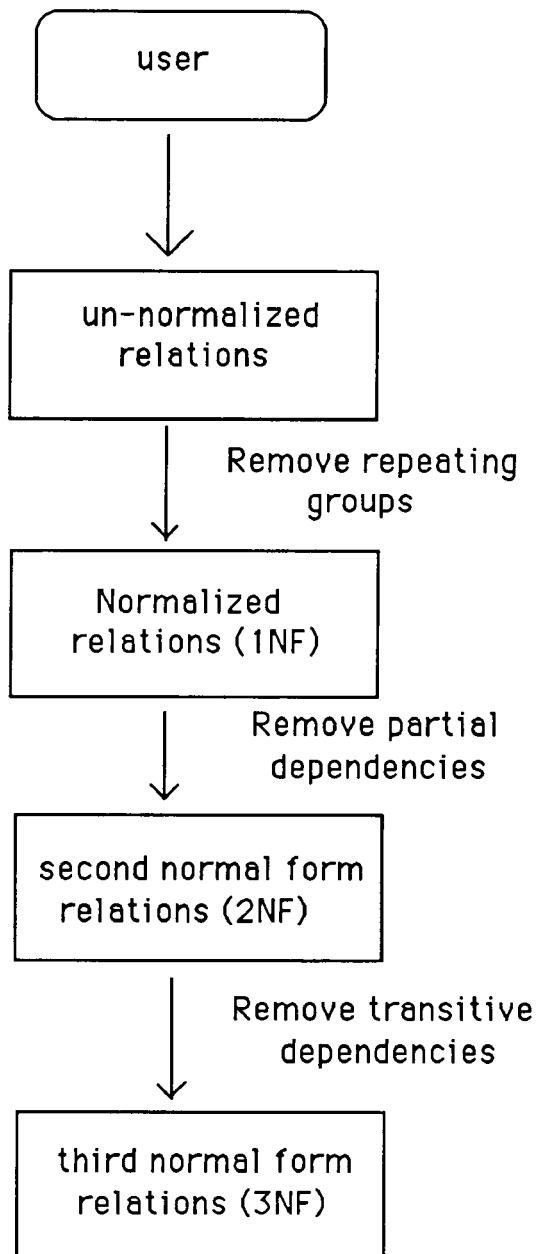 user
un-normalized
relations
Remove repeating
groups
Normalized
relations (1NF)
Remove partial
dependencies
second normal form
relations (2NF)
Remove transitive
dependencies
third normal form
relations (3NF)